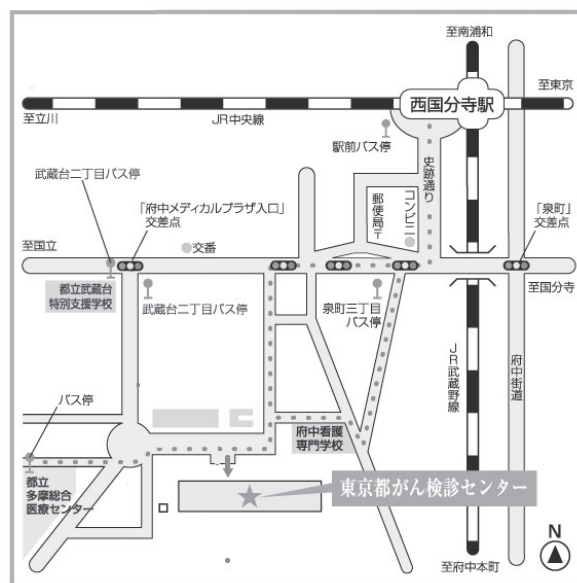 至南浦和
至東京
西国分寺駅
至立川
JR中央線
駅前バス停
史跡通り
武蔵台二丁目バス停
「府中メディカルプラザ入口」
交差点
郵便局〒
コンビニ
「泉町」
交差点
至国立
交番
至国分寺
都立武蔵台
特別支援学校
武蔵台二丁目バス停
泉町三丁目
バス停
JR武蔵野線
府中街道
バス停
府中看護
専門学校
都立
多摩総合
医療センター
東京都がん検診センター
N
至府中本町